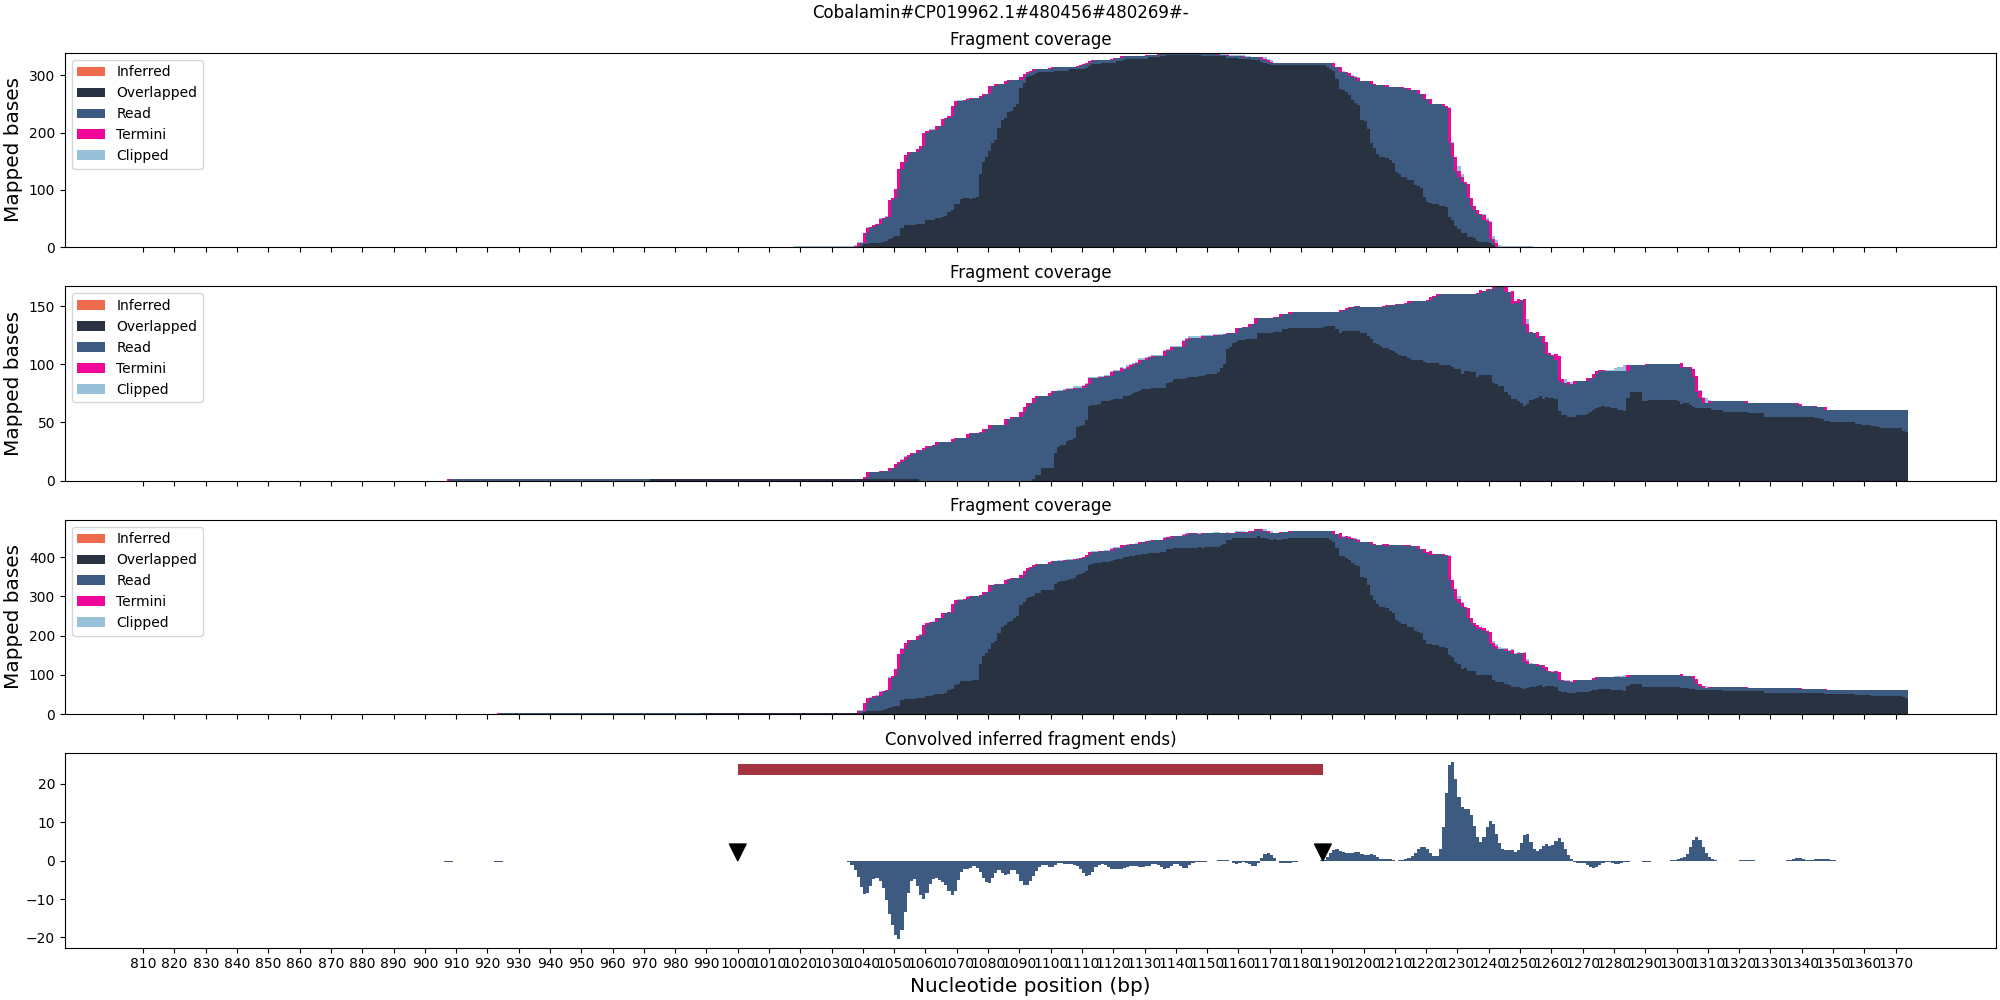 Cobalamin#CP019962.1#480456#480269#-
Fragment coverage
Mapped bases
300
200
100
0
Inferred
Overlapped
Read
Termini
Clipped
Fragment coverage
Mapped bases
150
100
50
0
Inferred
Overlapped
Read
Termini
Clipped
Fragment coverage
Mapped bases
400
300
200
100
0
Inferred
Overlapped
Read
Termini
Clipped
Convolved inferred fragment ends)
20
10
0
−10
−20
810 820 830 840 850 860 870 880 890 900 910 920 930 940 950 960 970 980 990 1000 1010 1020 1030 1040 1050 1060 1070 1080 1090 1100 1110 1120 1130 1140 1150 1160 1170 1180 1190 1200 1210 1220 1230 1240 1250 1260 1270 1280 1290 1300 1310 1320 1330 1340 1350 1360 1370
Nucleotide position (bp)